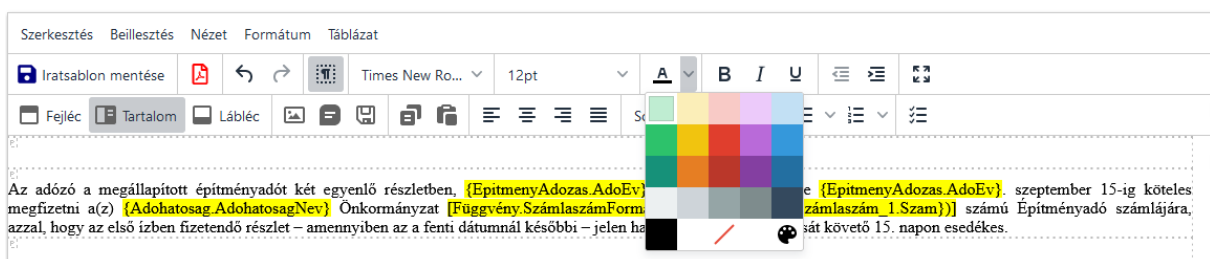 Szerkesztés Beillesztés Nézet Formátum Táblázat
Iratsablon mentése Times New Ro... 12pt A B I U
Fejléc Tartalom Lábléc
Az adózó a megállapított építményadót két egyenlő részletben, {EpitmenyAdozas.AdoEv} {EpitmenyAdozas.AdoEv}. szeptember 15-ig köteles
megfizetni a(z) {Adohatosag.AdohatosagNev} Önkormányzat [Függvény.SzámlaszámForma zámlaszám_1.Szam})] számú Építményadó számlájára,
azzal, hogy az első ízben fizetendő részlet – amennyiben az a fenti dátumnál későbbi – jelen ha sát követő 15. napon esedékes.